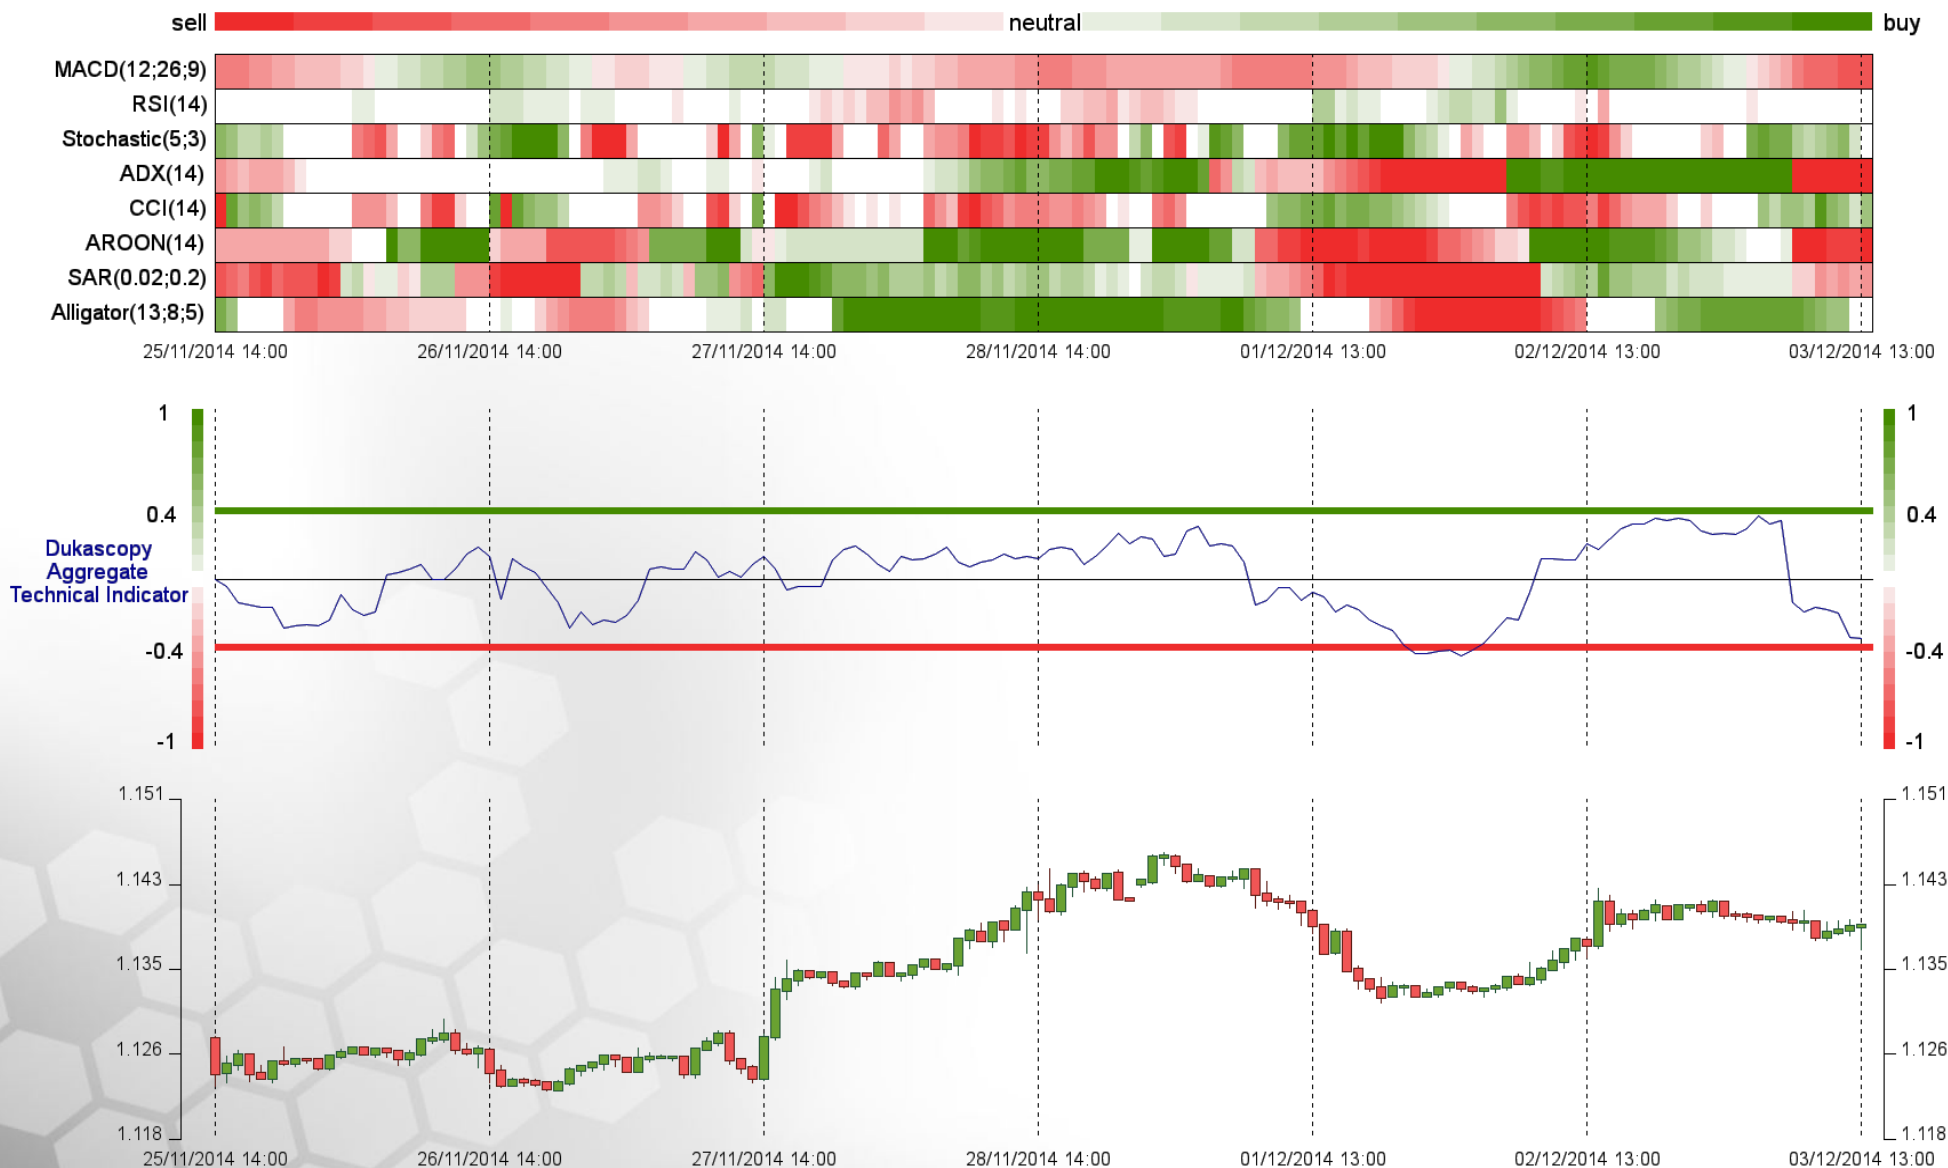 sell neutral buy
MACD(12;26;9)
RSI(14)
Stochastic(5;3)
ADX(14)
CCI(14)
AROON(14)
SAR(0.02;0.2)
Alligator(13;8;5)
25/11/2014 14:00 26/11/2014 14:00 27/11/2014 14:00 28/11/2014 14:00 01/12/2014 13:00 02/12/2014 13:00 03/12/2014 13:00
1 1
0.4 0.4
Dukascopy
Aggregate
Technical Indicator
-0.4 -0.4
-1 -1
1.151 1.151
1.143 1.143
1.135 1.135
1.126 1.126
1.118 1.118
25/11/2014 14:00 26/11/2014 14:00 27/11/2014 14:00 28/11/2014 14:00 01/12/2014 13:00 02/12/2014 13:00 03/12/2014 13:00